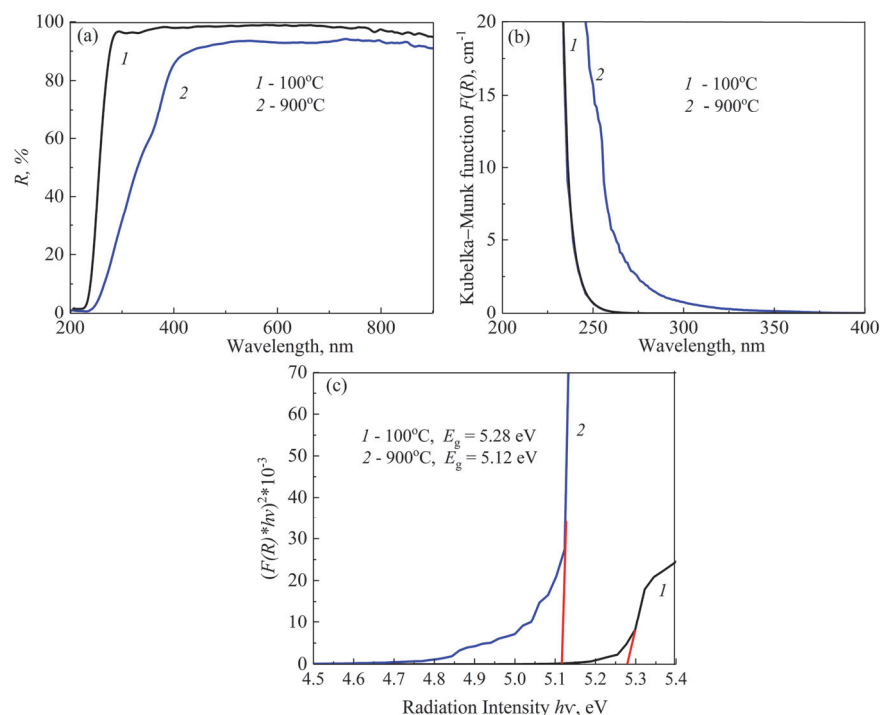 (a)
R, %
100
80
60
40
20
0
200
400
600
800
Wavelength, nm
1
2
1 - 100°C
2 - 900°C
(b)
Kubelka–Munk function F(R), cm-1
20
15
10
5
0
200
250
300
350
400
Wavelength, nm
1
2
1 - 100°C
2 - 900°C
(c)
(F(R)*hν)2*10-3
70
60
50
40
30
20
10
0
4.5
4.6
4.7
4.8
4.9
5.0
5.1
5.2
5.3
5.4
Radiation Intensity hν, eV
1 - 100°C, Eg = 5.28 eV
2 - 900°C, Eg = 5.12 eV
2
1